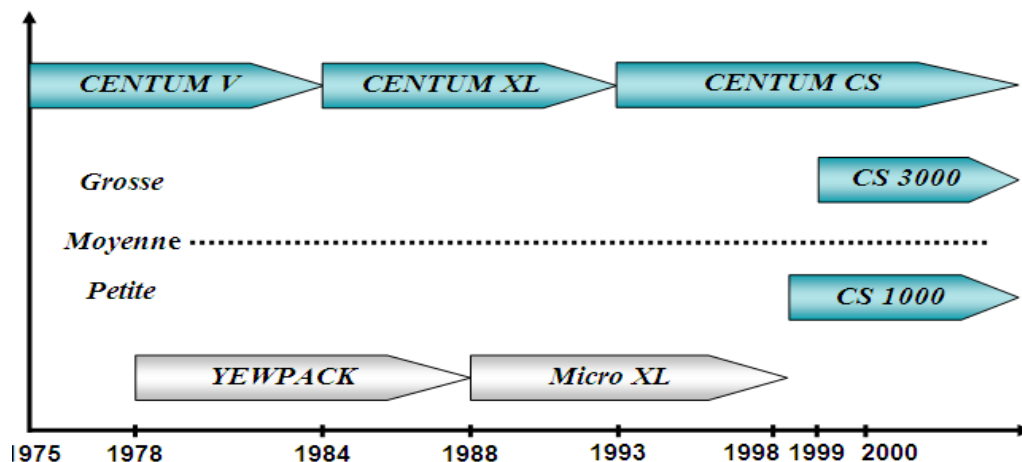 CENTUM V CENTUM XL CENTUM CS
Grosse CS 3000
Moyenne
Petite CS 1000
YEWPACK Micro XL
1975 1978 1984 1988 1993 1998 1999 2000